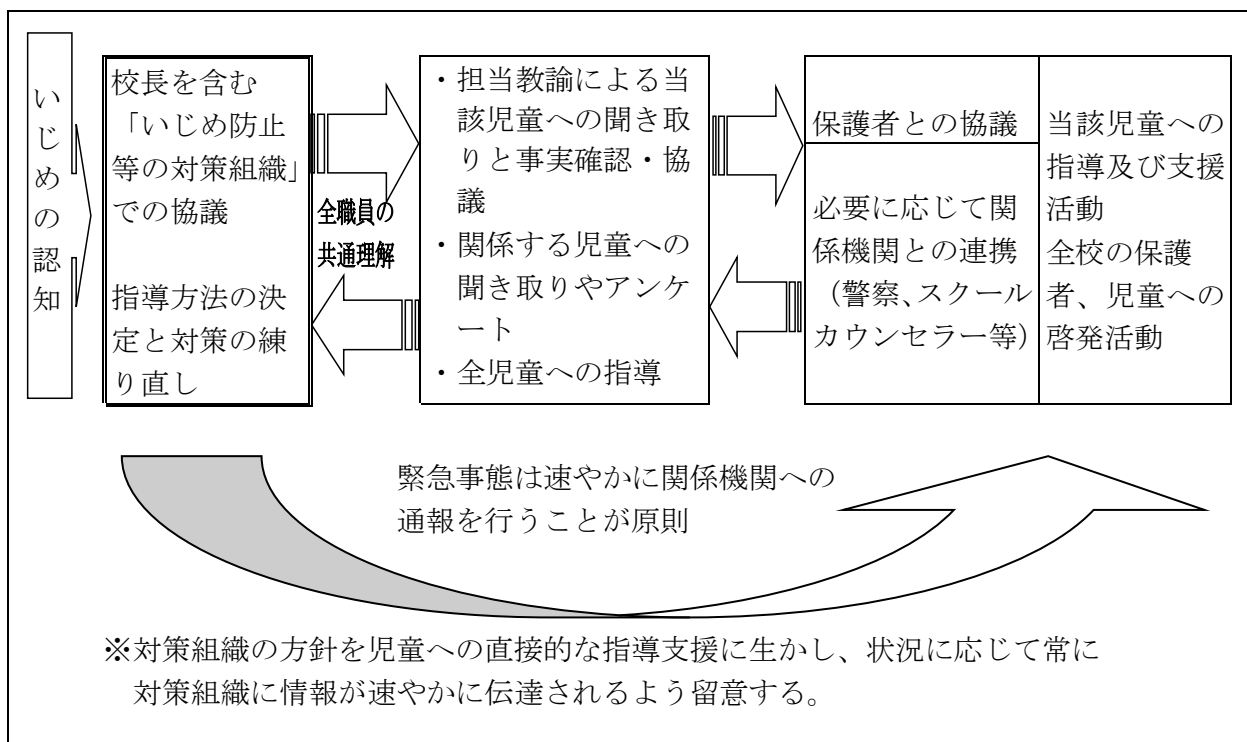 いじめの認知
校長を含む
「いじめ防止
等の対策組織」
での協議
指導方法の決
定と対策の練
り直し
全職員の
共通理解
・担当教諭による当
該児童への聞き取
りと事実確認・協
議
・関係する児童への
聞き取りやアンケ
ート
・全児童への指導
保護者との協議
必要に応じて関
係機関との連携
（警察、スクール
カウンセラー等）
当該児童への
指導及び支援
活動
全校の保護
者、児童への
啓発活動
緊急事態は速やかに関係機関への
通報を行うことが原則
※対策組織の方針を児童への直接的な指導支援に生かし、状況に応じて常に
対策組織に情報が速やかに伝達されるよう留意する。